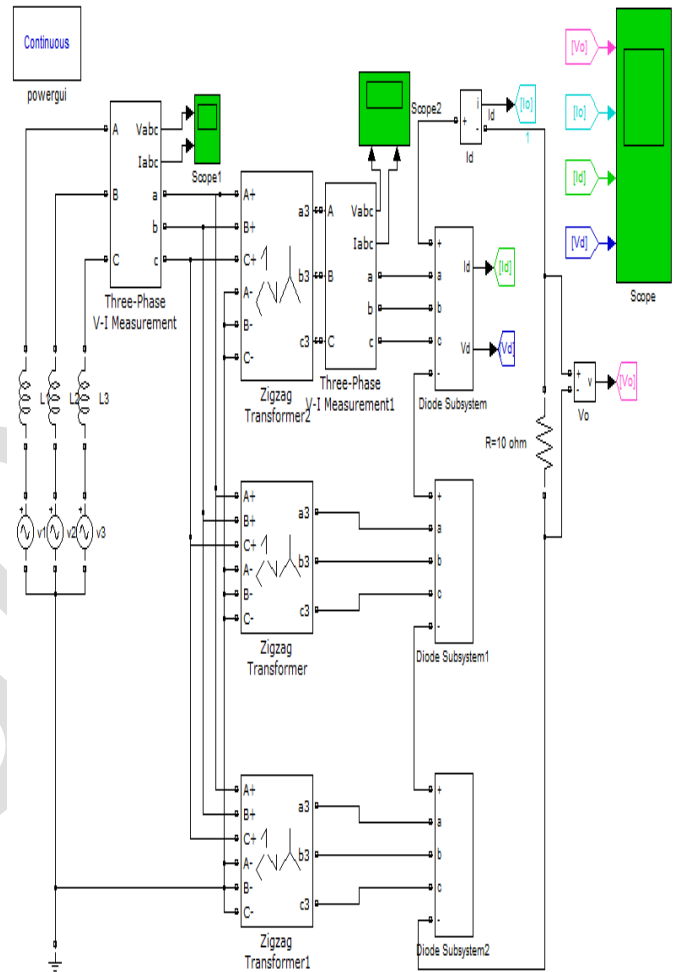 Continuous
powergui
A
B
C
Vabc
Iabc
a
b
c
Three-Phase
V-I Measurement
Scope1
L1
L2
L3
v1
v2
v3
A+
B+
C+
A-
B-
C-
a3
b3
c3
Zigzag
Transformer2
A
B
C
Vabc
Iabc
a
b
c
Three-Phase
V-I Measurement1
Scope2
+
i
-
Id
Id
[Io]
1
+
a
b
c
-
Id
Vd
Diode Subsystem
[Id]
[Vd]
R=10 ohm
+
-
v
Vo
[Vo]
[Vo]
[Io]
[Id]
[Vd]
Scope
A+
B+
C+
A-
B-
C-
a3
b3
c3
Zigzag
Transformer
+
a
b
c
-
Diode Subsystem1
A+
B+
C+
A-
B-
C-
a3
b3
c3
Zigzag
Transformer1
+
a
b
c
-
Diode Subsystem2